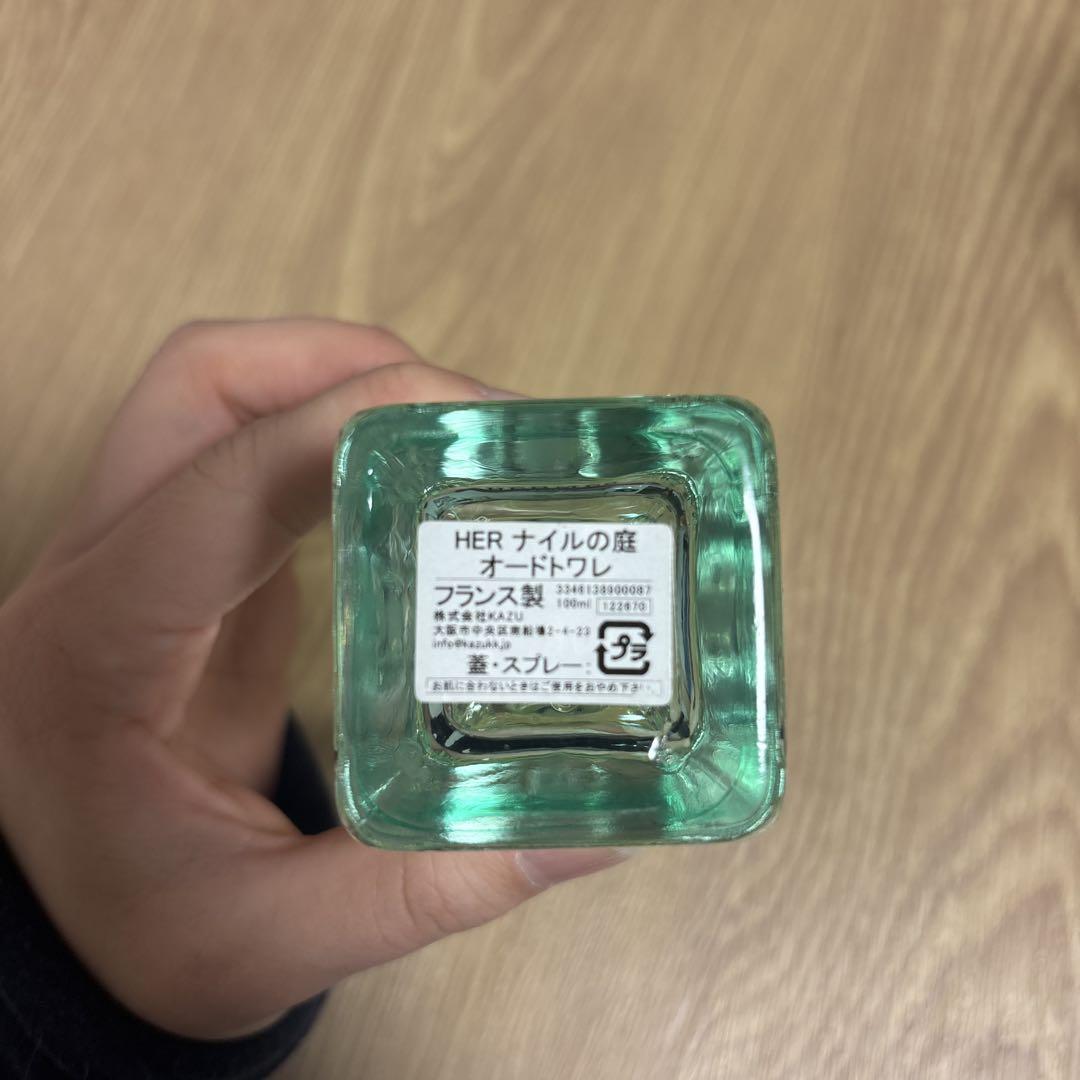 HER ナイルの庭
オードトワレ
フランス製 3346138900087
100ml 122670
株式会社KAZU
大阪市中央区南船場2-4-23
info@kazukk.jp
プラ
蓋・スプレー:
お肌に合わないときはご使用をおやめ下さい。